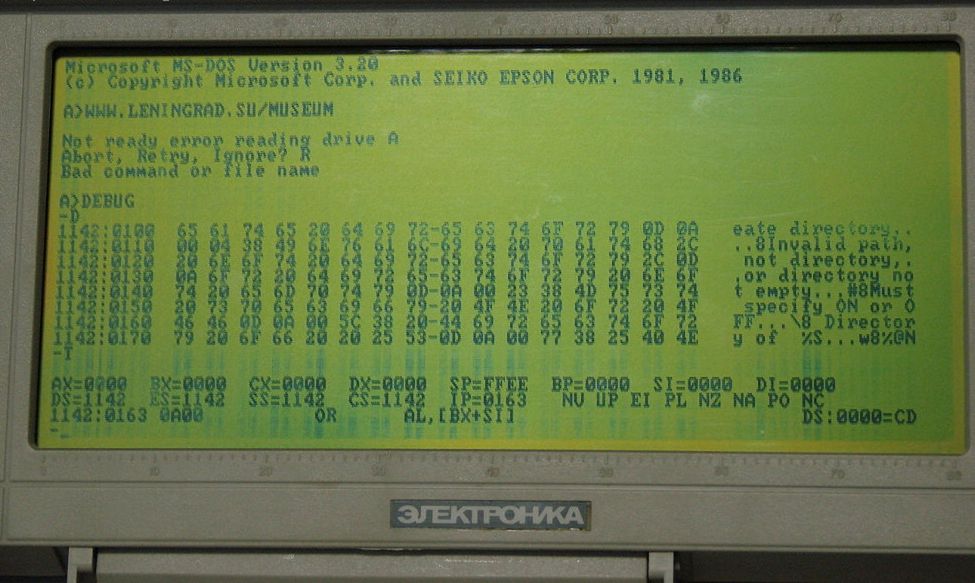 Microsoft MS-DOS Version 3.20
(c) Copyright Microsoft Corp. and SEIKO EPSON CORP. 1981, 1986
A>WWW.LENINGRAD.SU/MUSEUM
Not ready error reading drive A
Abort, Retry, Ignore? R
Bad command or file name
A>DEBUG
-D
1142:0100 65 61 74 65 20 64 69 72-65 63 74 6F 72 79 0D 0A eate directory..
1142:0110 00 04 38 49 6E 76 61 6C-69 64 20 70 61 74 68 2C ..8Invalid path,
1142:0120 20 6E 6F 74 20 64 69 72-65 63 74 6F 72 79 2C 0D  not directory,.
1142:0130 0A 6F 72 20 64 69 72 65-63 74 6F 72 79 20 6E 6F .or directory no
1142:0140 74 20 65 6D 70 74 79 0D-0A 00 23 38 4D 75 73 74 t empty...#8Must
1142:0150 20 73 70 65 63 69 66 79-20 4F 4E 20 6F 72 20 4F  specify ON or O
1142:0160 46 46 0D 0A 00 5C 38 20-44 69 72 65 63 74 6F 72 FF...\8 Director
1142:0170 79 20 6F 66 20 20 25 53-0D 0A 00 77 38 25 40 4E y of  %S...w8%@N
-T
AX=0000 BX=0000 CX=0000 DX=0000 SP=FFEE BP=0000 SI=0000 DI=0000
DS=1142 ES=1142 SS=1142 CS=1142 IP=0163 NV UP EI PL NZ NA PO NC
1142:0163 0A00 OR AL,[BX+SI] DS:0000=CD
-
0 10 20 30 40 50 60 70 80
ЭЛЕКТРОНИКА